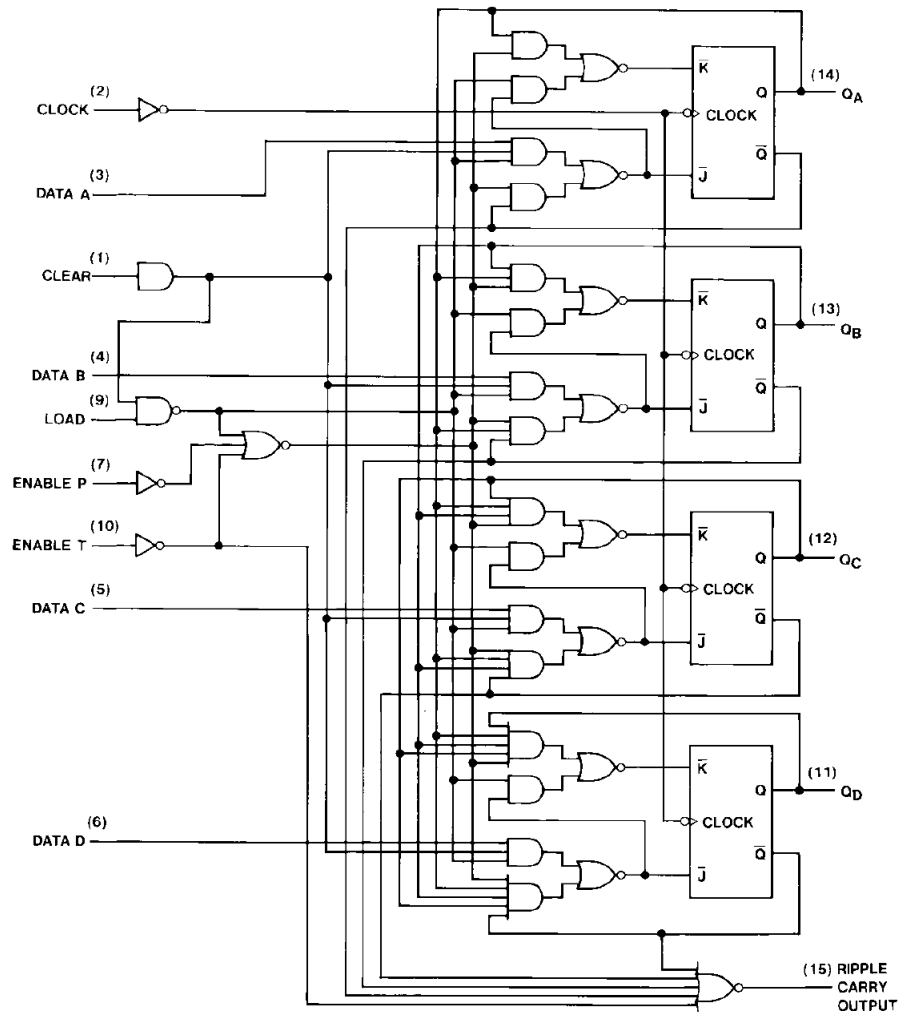 (2)
CLOCK
(3)
DATA A
(1)
CLEAR
(4)
DATA B
(9)
LOAD
(7)
ENABLE P
(10)
ENABLE T
(5)
DATA C
(6)
DATA D
K̅
Q
CLOCK
Q̅
J̅
(14)
QA
K̅
Q
CLOCK
Q̅
J̅
(13)
QB
K̅
Q
CLOCK
Q̅
J̅
(12)
QC
K̅
Q
CLOCK
Q̅
J̅
(11)
QD
(15) RIPPLE
CARRY
OUTPUT